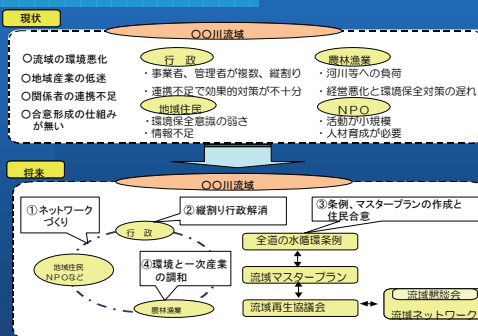 現状
〇〇川流域
〇流域の環境悪化
〇地域産業の低迷
〇関係者の連携不足
〇合意形成の仕組み
が無い
行 政
・事業者、管理者が複数、縦割り
・連携不足で効果的対策が不十分
地域住民
・環境保全意識の弱さ
・情報不足
農林漁業
・河川等への負荷
・経営悪化と環境保全対策の遅れ
NPO
・活動が小規模
・人材育成が必要
将来
〇〇川流域
①ネットワーク
づくり
②縦割り行政解消
③条例、マスタープランの作成と
住民合意
行 政
地域住民
NPOなど
④環境と一次産業
の調和
農林漁業
全道の水循環条例
流域マスタープラン
流域再生協議会
流域懇談会
流域ネットワーク